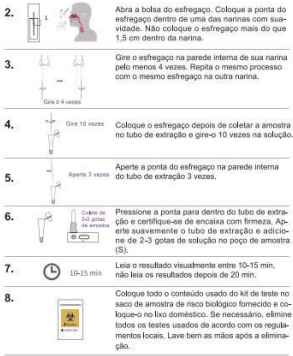 2.
Abra a bolsa do esfregaço. Coloque a ponta do
esfregaço dentro de uma das narinas com sua-
vidade. Não coloque o esfregaço mais do que
1,5 cm dentro da narina.
3.
Gire o esfregaço na parede interna de sua narina
pelo menos 4 vezes. Repita o mesmo processo
com o mesmo esfregaço na outra narina.
Gire ≥ 4 vezes
4.
Gire 10 vezes
Coloque o esfregaço depois de coletar a amostra
no tubo de extração e gire-o 10 vezes na solução.
5.
Aperte 3 vezes
Aperte a ponta do esfregaço na parede interna
do tubo de extração 3 vezes.
6.
2-3 gotas
de amostra
Pressione a ponta para dentro do tubo de extra-
ção e certifique-se de encaixa com firmeza. Ap-
erte suavemente o tubo de extração e adicio-
ne de 2-3 gotas de solução no poço de amostra
(S).
7.
10-15 min
Leia o resultado visualmente entre 10-15 min,
não leia os resultados depois de 20 min.
8.
Coloque todo o conteúdo usado do kit de teste no
saco de amostra de risco biológico fornecido e co-
loque-o no lixo doméstico. Se necessário, elimine
todos os testes usados de acordo com os regula-
mentos locais. Lave bem as mãos após a elimina-
ção.